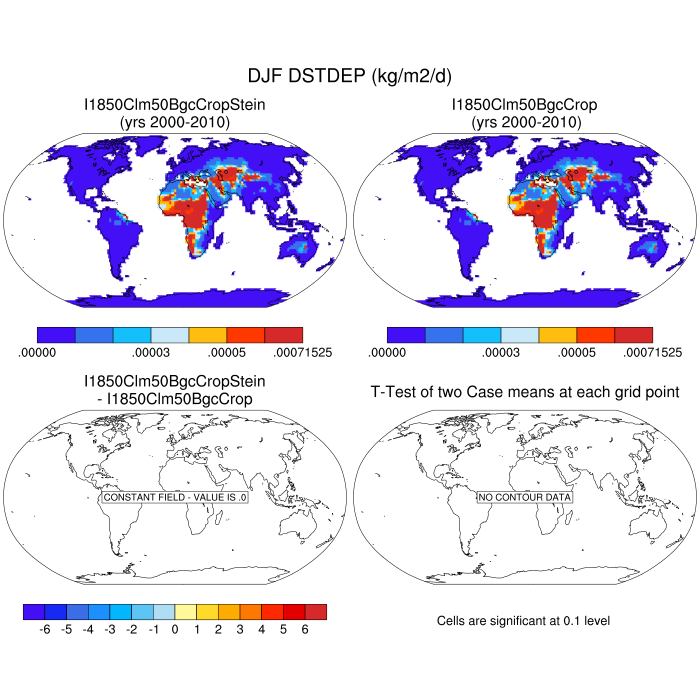 DJF DSTDEP (kg/m2/d)
I1850Clm50BgcCropStein
(yrs 2000-2010)
I1850Clm50BgcCrop
(yrs 2000-2010)
.00000 .00003 .00005 .00071525
.00000 .00003 .00005 .00071525
I1850Clm50BgcCropStein
- I1850Clm50BgcCrop
T-Test of two Case means at each grid point
CONSTANT FIELD - VALUE IS .0
NO CONTOUR DATA
-6 -5 -4 -3 -2 -1 0 1 2 3 4 5 6
Cells are significant at 0.1 level